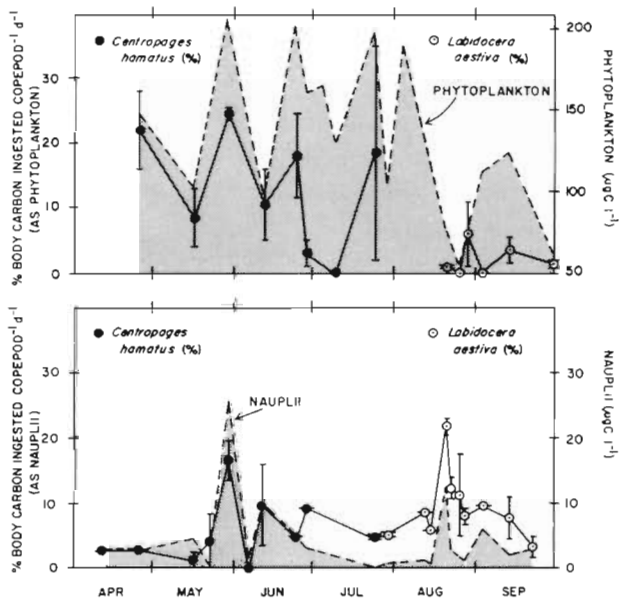 % BODY CARBON INGESTED COPEPOD⁻¹ d⁻¹
(AS PHYTOPLANKTON)
30
20
10
0
Centropages
hamatus (%)
Labidocera
aestiva (%)
PHYTOPLANKTON
200
150
100
50
PHYTOPLANKTON (µgC l⁻¹)
% BODY CARBON INGESTED COPEPOD⁻¹ d⁻¹
(AS NAUPLII)
30
20
10
0
Centropages
hamatus (%)
Labidocera
aestiva (%)
NAUPLII
30
20
10
0
NAUPLII (µgC l⁻¹)
APR MAY JUN JUL AUG SEP